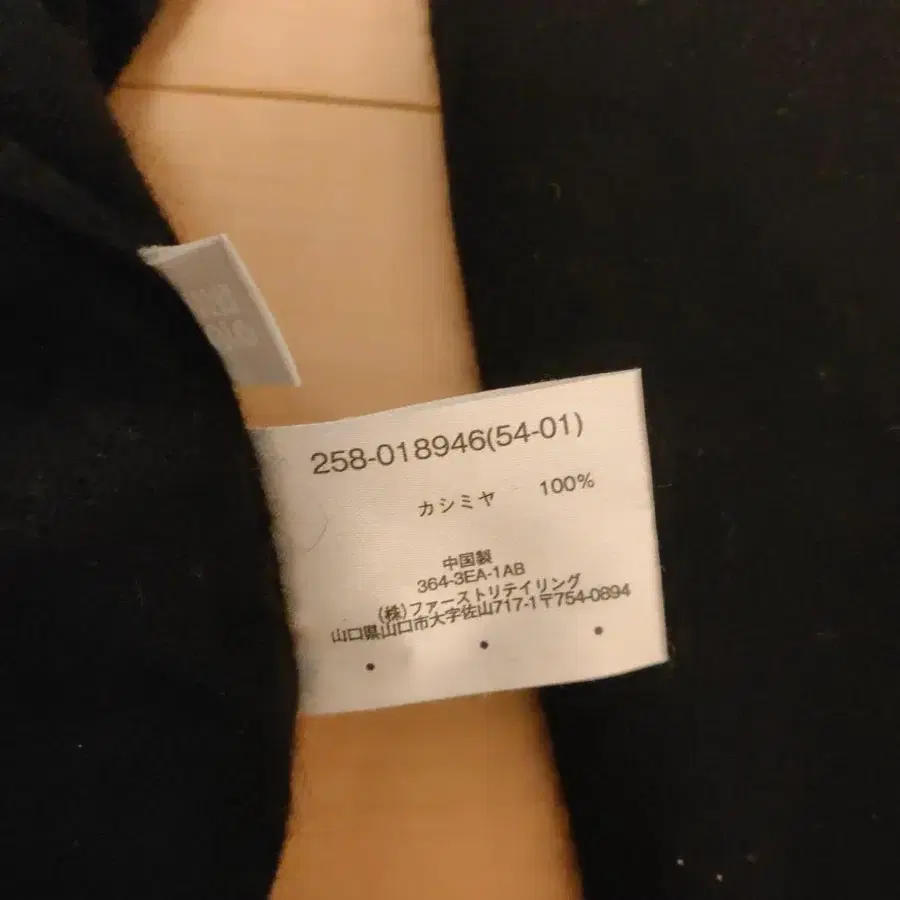 258-018946(54-01)
カシミヤ 100%
中国製
364-3EA-1AB
(株)ファーストリテイリング
山口県山口市大字佐山717-1〒754-0894